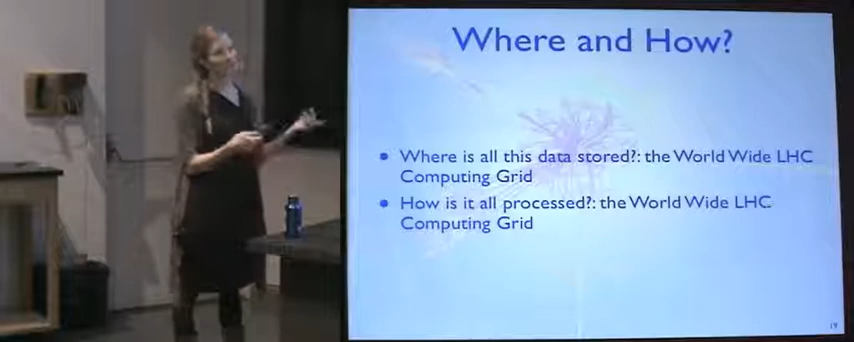 Where and How?
Where is all this data stored?: the World Wide LHC
Computing Grid
How is it all processed?: the World Wide LHC
Computing Grid
19